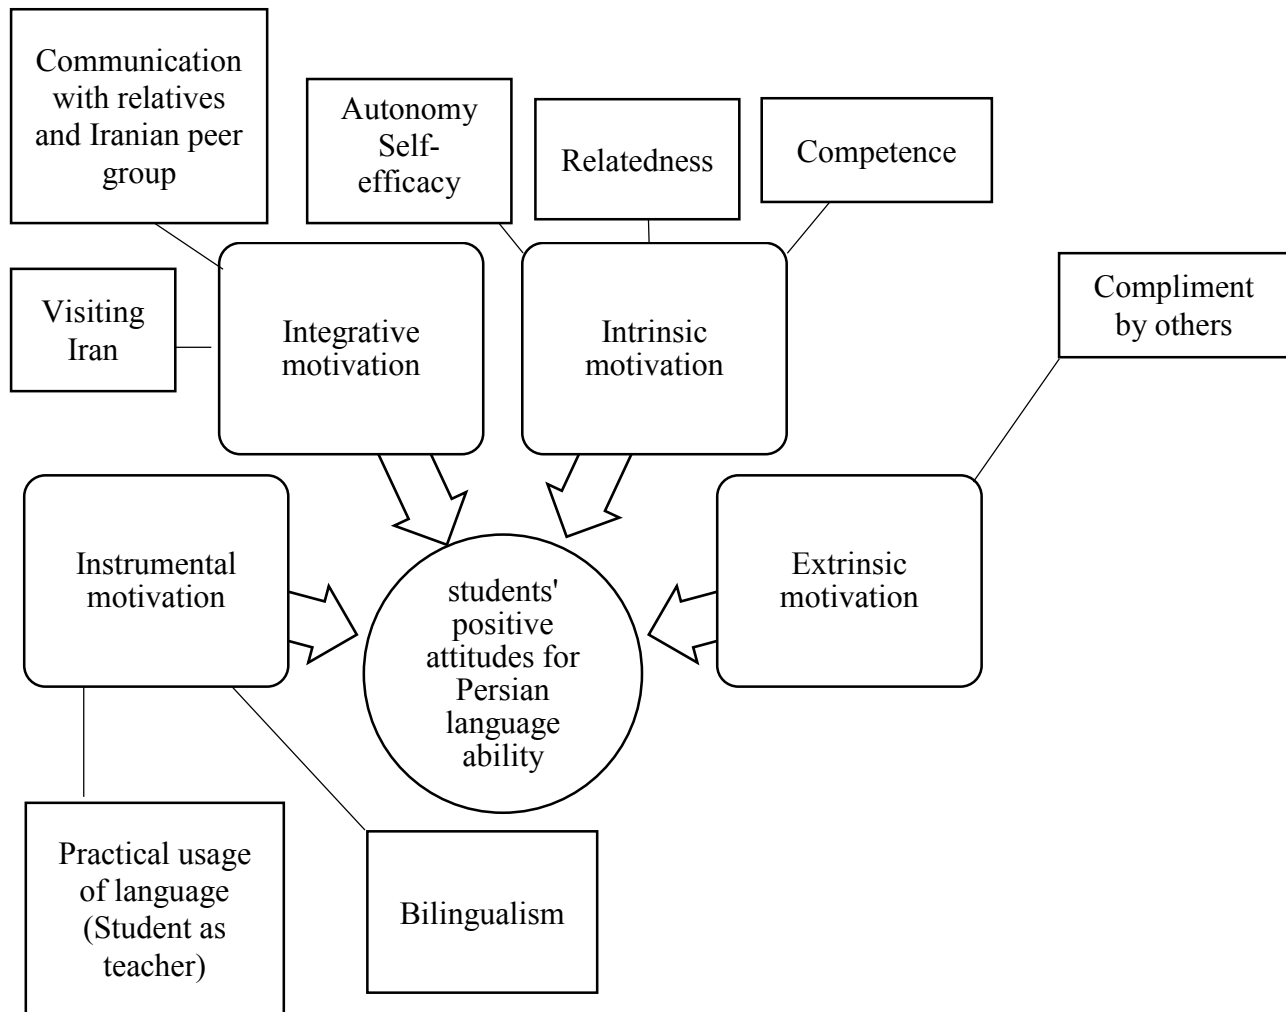 Communication
with relatives
and Iranian peer
group
Autonomy
Self-
efficacy
Relatedness
Competence
Visiting
Iran
Integrative
motivation
Intrinsic
motivation
Compliment
by others
Instrumental
motivation
students'
positive
attitudes for
Persian
language
ability
Extrinsic
motivation
Practical usage
of language
(Student as
teacher)
Bilingualism